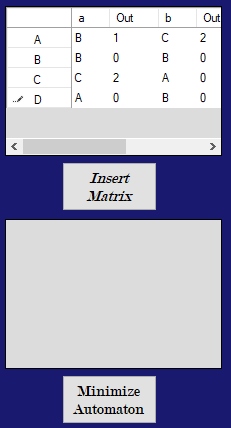 a Out b Out
A B 1 C 2
B B 0 B 0
C C 2 A 0
D A 0 B 0
Insert
Matrix
Minimize
Automaton